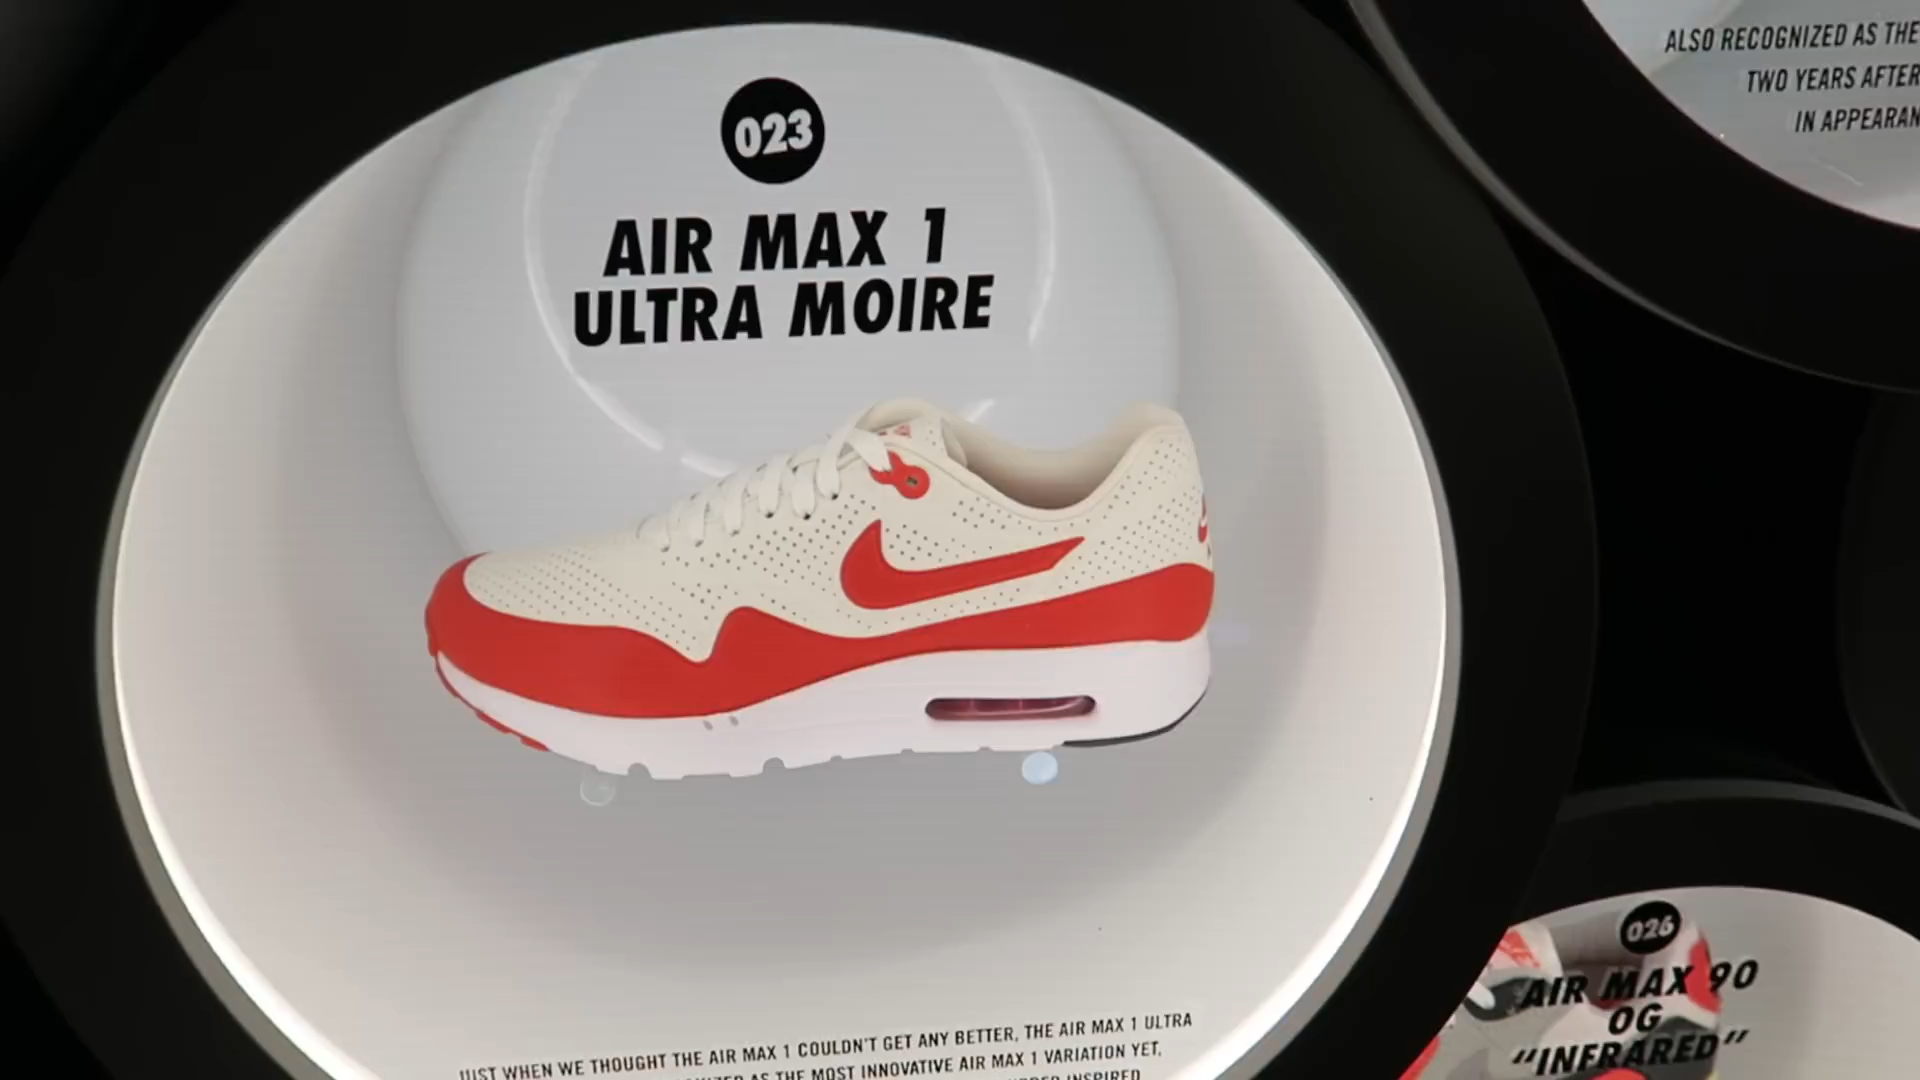 023
AIR MAX 1
ULTRA MOIRE
JUST WHEN WE THOUGHT THE AIR MAX 1 COULDN'T GET ANY BETTER, THE AIR MAX 1 ULTRA
AS THE MOST INNOVATIVE AIR MAX 1 VARIATION YET,
INSPIRED
ALSO RECOGNIZED AS THE
TWO YEARS AFTER
IN APPEARAN
026
AIR MAX 90
OG
"INFRARED"